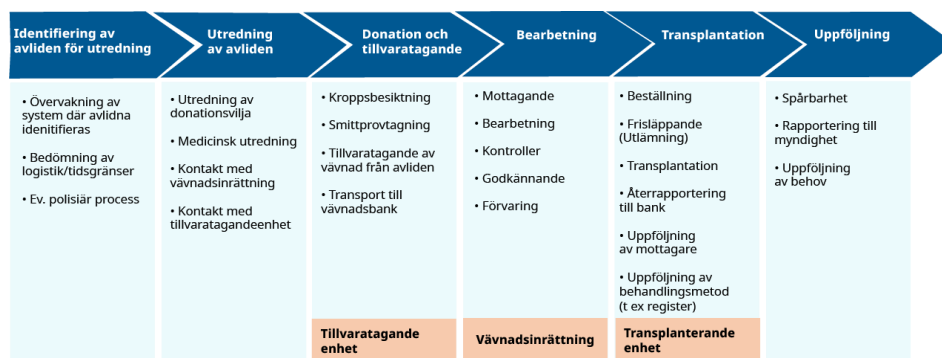 Identifiering av
avliden för utredning
Utredning
av avliden
Donation och
tillvaratagande
Bearbetning
Transplantation
Uppföljning
• Övervakning av
system där avlidna
idenitifieras
• Bedömning av
logistik/tidsgränser
• Ev. polisiär process
• Utredning av
donationsvilja
• Medicinsk utredning
• Kontakt med
vävnadsinrättning
• Kontakt med
tillvaratagandeenhet
• Kroppsbesiktning
• Smittprovtagning
• Tillvaratagande av
vävnad från avliden
• Transport till
vävnadsbank
• Mottagande
• Bearbetning
• Kontroller
• Godkännande
• Förvaring
• Beställning
• Frisläppande
(Utlämning)
• Transplantation
• Återrapportering
till bank
• Uppföljning
av mottagare
• Uppföljning av
behandlingsmetod
(t ex register)
• Spårbarhet
• Rapportering till
myndighet
• Uppföljning
av behov
Tillvaratagande
enhet
Vävnadsinrättning
Transplanterande
enhet